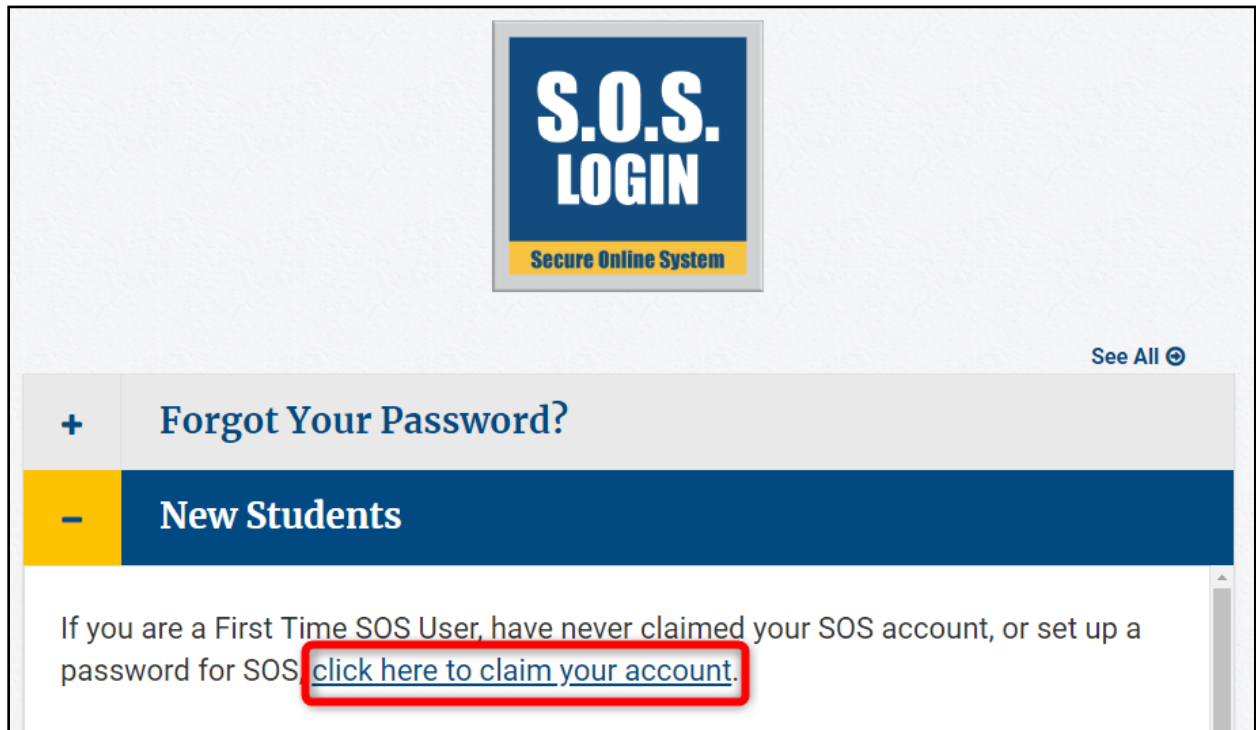 S.O.S.
LOGIN
Secure Online System
See All
Forgot Your Password?
New Students
If you are a First Time SOS User, have never claimed your SOS account, or set up a
password for SOS, click here to claim your account.